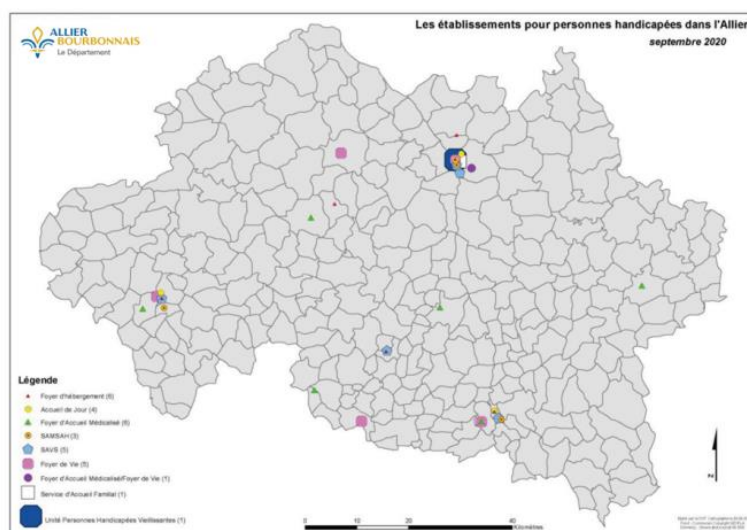 ALLIER
BOURBONNAIS
Le Département
Les établissements pour personnes handicapées dans l'Allier
septembre 2020
Légende
Foyer d'hébergement (6)
Accueil de Jour (4)
Foyer d'Accueil Médicalisé (6)
SAMSAH (3)
SAVS (5)
Foyer de Vie (5)
Foyer d'Accueil Médicalisé/Foyer de Vie (1)
Service d'Accueil Familial (1)
Unité Personnes Handicapées Vieillissantes (1)
0 20 40
Kilomètres
N